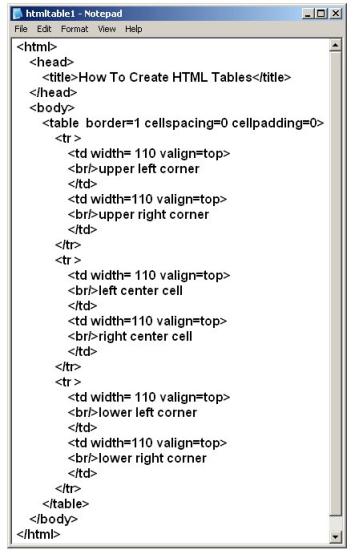 htmltable1 - Notepad
File Edit Format View Help
<html>
<head>
<title>How To Create HTML Tables</title>
</head>
<body>
<table border=1 cellspacing=0 cellpadding=0>
<tr >
<td width= 110 valign=top>
<br/>upper left corner
</td>
<td width=110 valign=top>
<br/>upper right corner
</td>
</tr>
<tr >
<td width= 110 valign=top>
<br/>left center cell
</td>
<td width=110 valign=top>
<br/>right center cell
</td>
</tr>
<tr >
<td width= 110 valign=top>
<br/>lower left corner
</td>
<td width=110 valign=top>
<br/>lower right corner
</td>
</tr>
</table>
</body>
</html>